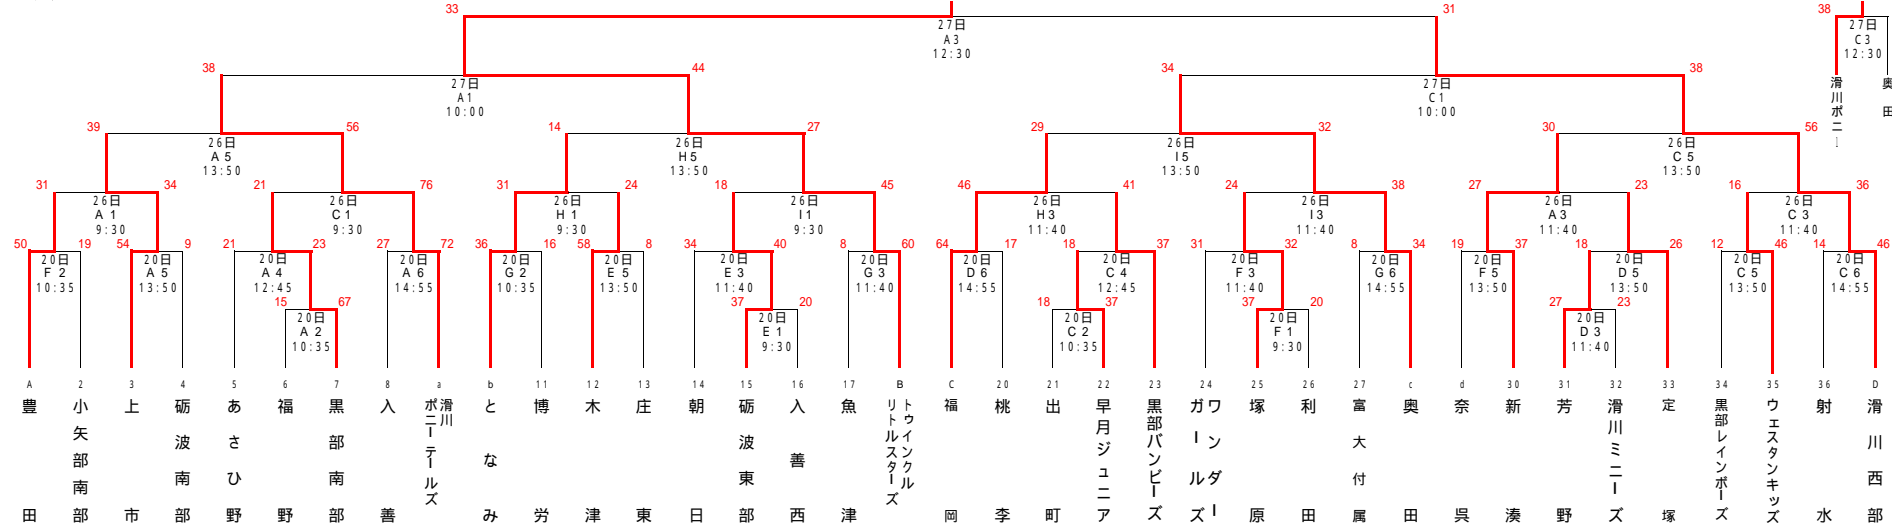 33 31 38
27日 A3 12:30
27日 C3 12:30
38 44 34 38
27日 A1 10:00
27日 C1 10:00
滑川ポニー 奥田
39 56 14 27 29 32 30 56
26日 A5 13:50
26日 H5 13:50
26日 I5 13:50
26日 C5 13:50
31 34 21 76 31 24 18 45 46 41 24 38 27 23 16 36
26日 A1 9:30
26日 C1 9:30
26日 H1 9:30
26日 I1 9:30
26日 H3 11:40
26日 I3 11:40
26日 A3 11:40
26日 C3 11:40
50 19 54 9 21 23 27 72 36 16 58 8 34 40 8 60 64 17 18 37 31 32 8 34 19 37 18 26 12 46 14 46
20日 F2 10:35
20日 A5 13:50
20日 A4 12:45
20日 A6 14:55
20日 G2 10:35
20日 E5 13:50
20日 E3 11:40
20日 G3 11:40
20日 D6 14:55
20日 C4 12:45
20日 F3 11:40
20日 G6 14:55
20日 F5 13:50
20日 D5 13:50
20日 C5 13:50
20日 C6 14:55
15 67 37 20 18 37 37 20 27 23
20日 A2 10:35
20日 E1 9:30
20日 C2 10:35
20日 F1 9:30
20日 D3 11:40
A 豊田
2 小矢部南部
3 上市
4 砺波南部
5 あさひ野
6 福野
7 黒部南部
8 入善
a 滑川ポニーテールズ
b となみ
11 博労
12 木津
13 庄東
14 朝日
15 砺波東部
16 入善西
17 魚津
B トウインクルリトルスターズ
C 福岡
20 桃李
21 出町
22 早月ジュニア
23 黒部バンビーズ
24 ワンダーガールズ
25 塚原
26 利田
27 富大付属
c 奥田
d 奈呉
30 新湊
31 芳野
32 滑川ミニーズ
33 定塚
34 黒部レインボーズ
35 ウェスタンキッズ
36 射水
D 滑川西部